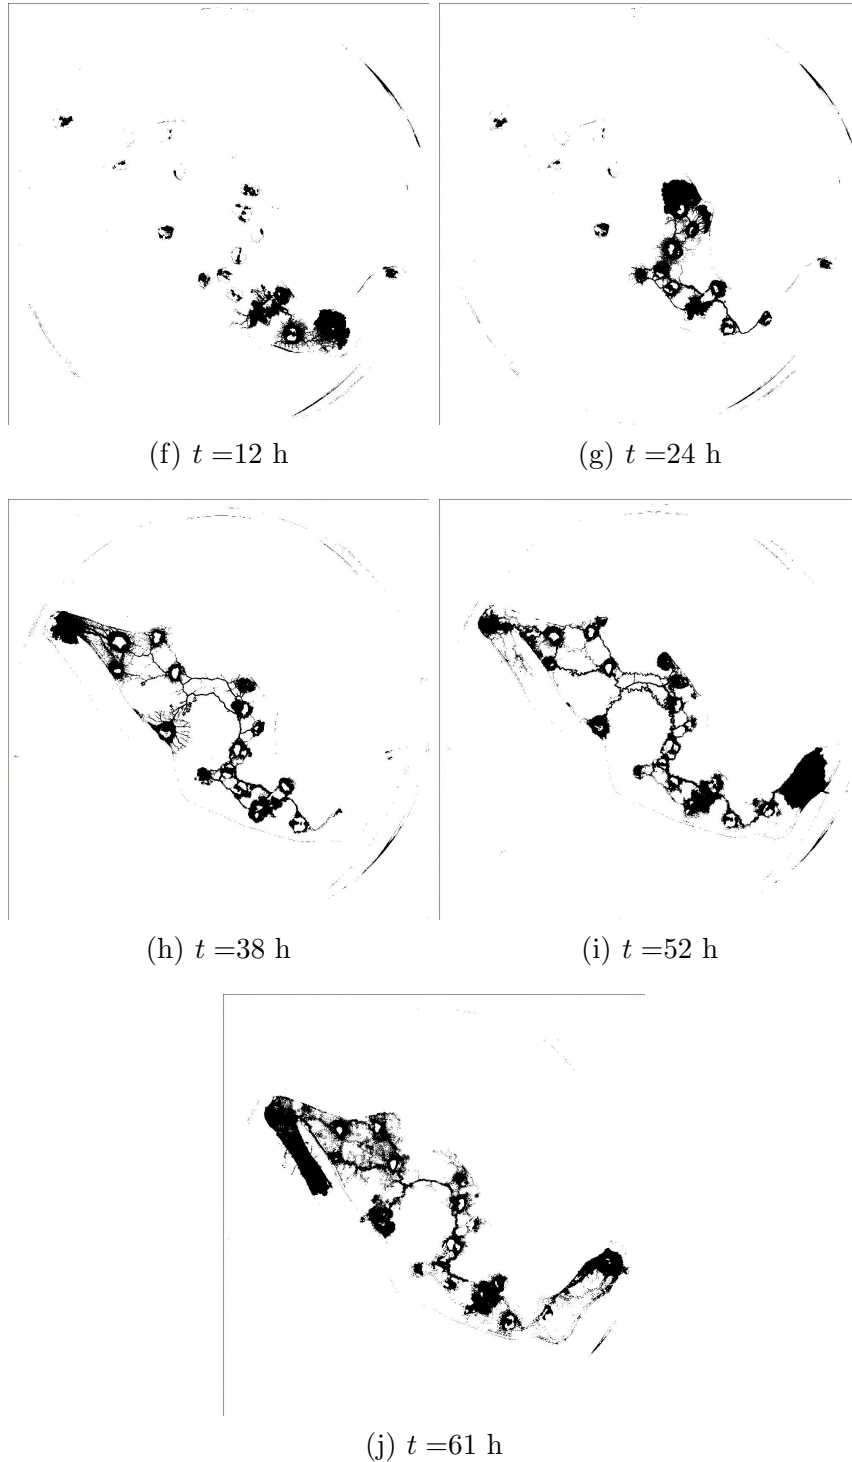 (f) t =12 h
(g) t =24 h
(h) t =38 h
(i) t =52 h
(j) t =61 h